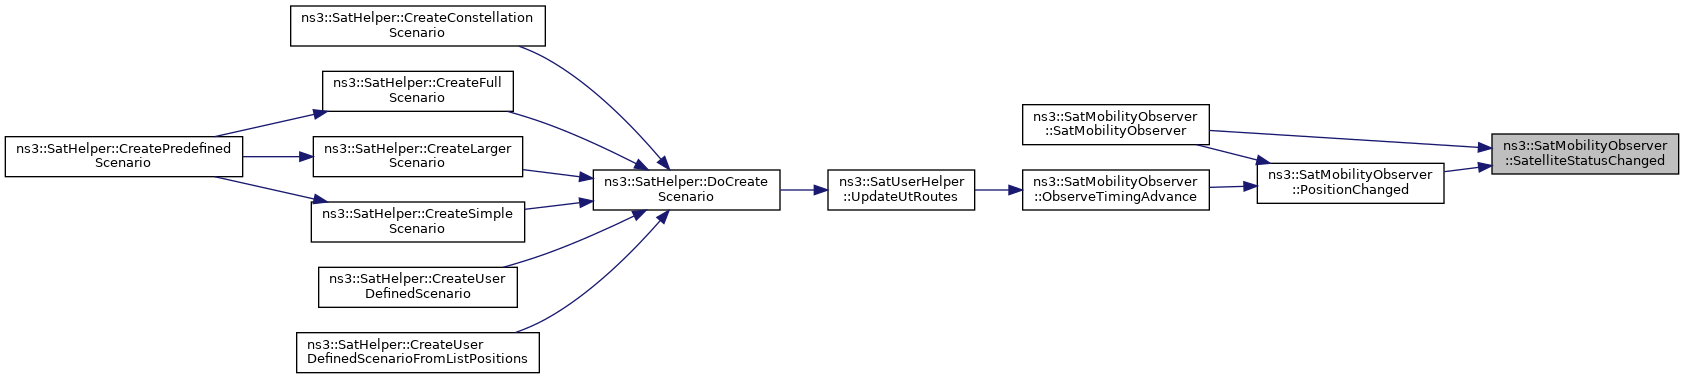 ns3::SatHelper::CreateConstellation
Scenario
ns3::SatHelper::CreateFull
Scenario
ns3::SatHelper::CreatePredefined
Scenario
ns3::SatHelper::CreateLarger
Scenario
ns3::SatHelper::CreateSimple
Scenario
ns3::SatHelper::CreateUser
DefinedScenario
ns3::SatHelper::CreateUser
DefinedScenarioFromListPositions
ns3::SatHelper::DoCreate
Scenario
ns3::SatUserHelper
::UpdateUtRoutes
ns3::SatMobilityObserver
::SatMobilityObserver
ns3::SatMobilityObserver
::ObserveTimingAdvance
ns3::SatMobilityObserver
::PositionChanged
ns3::SatMobilityObserver
::SatelliteStatusChanged